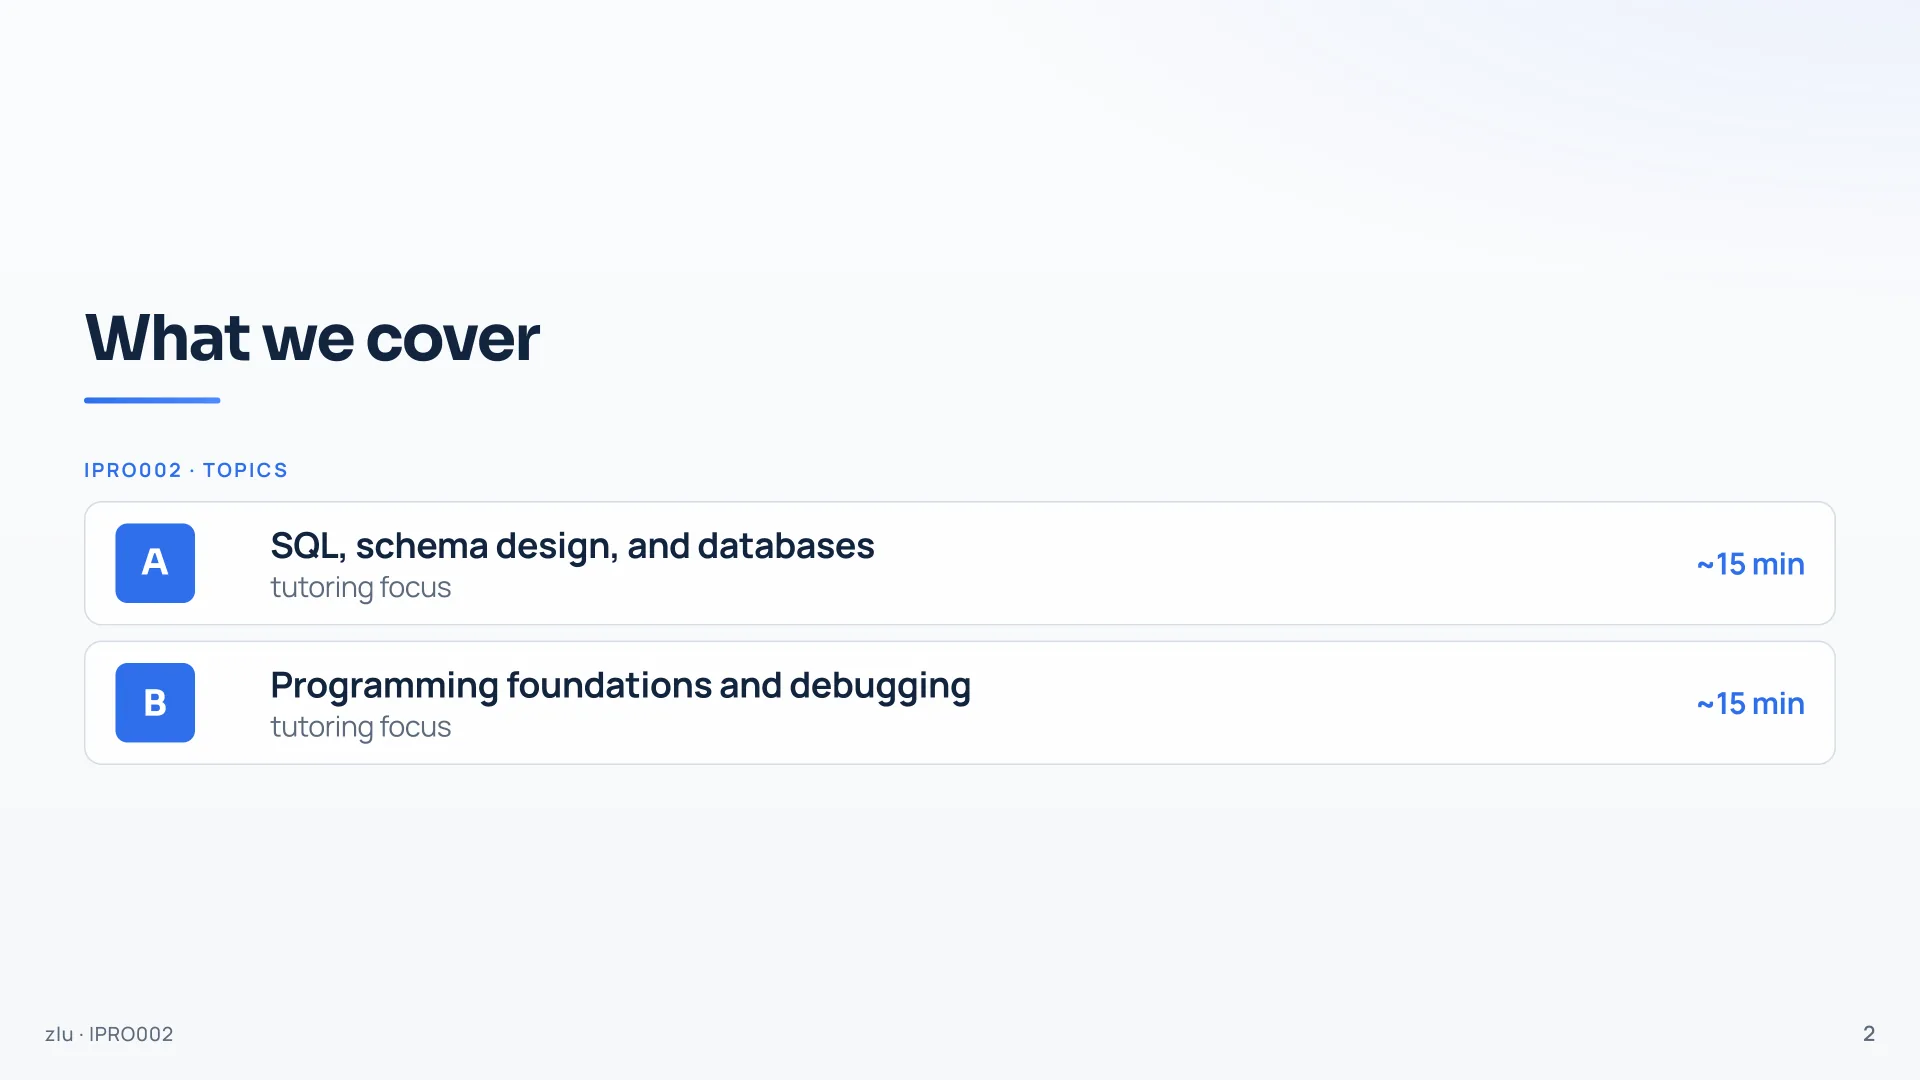 What we cover
IPRO002 · TOPICS
A
SQL, schema design, and databases
tutoring focus
~15 min
B
Programming foundations and debugging
tutoring focus
~15 min
zlu · IPRO002
2